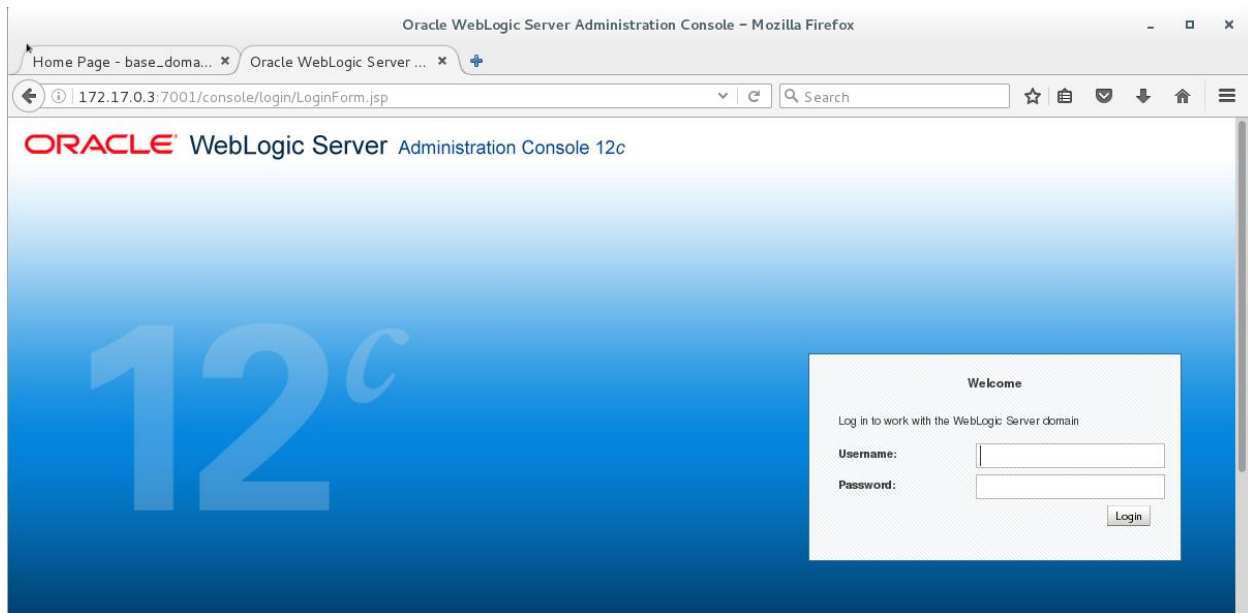 Oracle WebLogic Server Administration Console - Mozilla Firefox
Home Page - base_doma... Oracle WebLogic Server ...
172.17.0.3:7001/console/login/LoginForm.jsp Search
ORACLE WebLogic Server Administration Console 12c
12c
Welcome
Log in to work with the WebLogic Server domain
Username:
Password:
Login